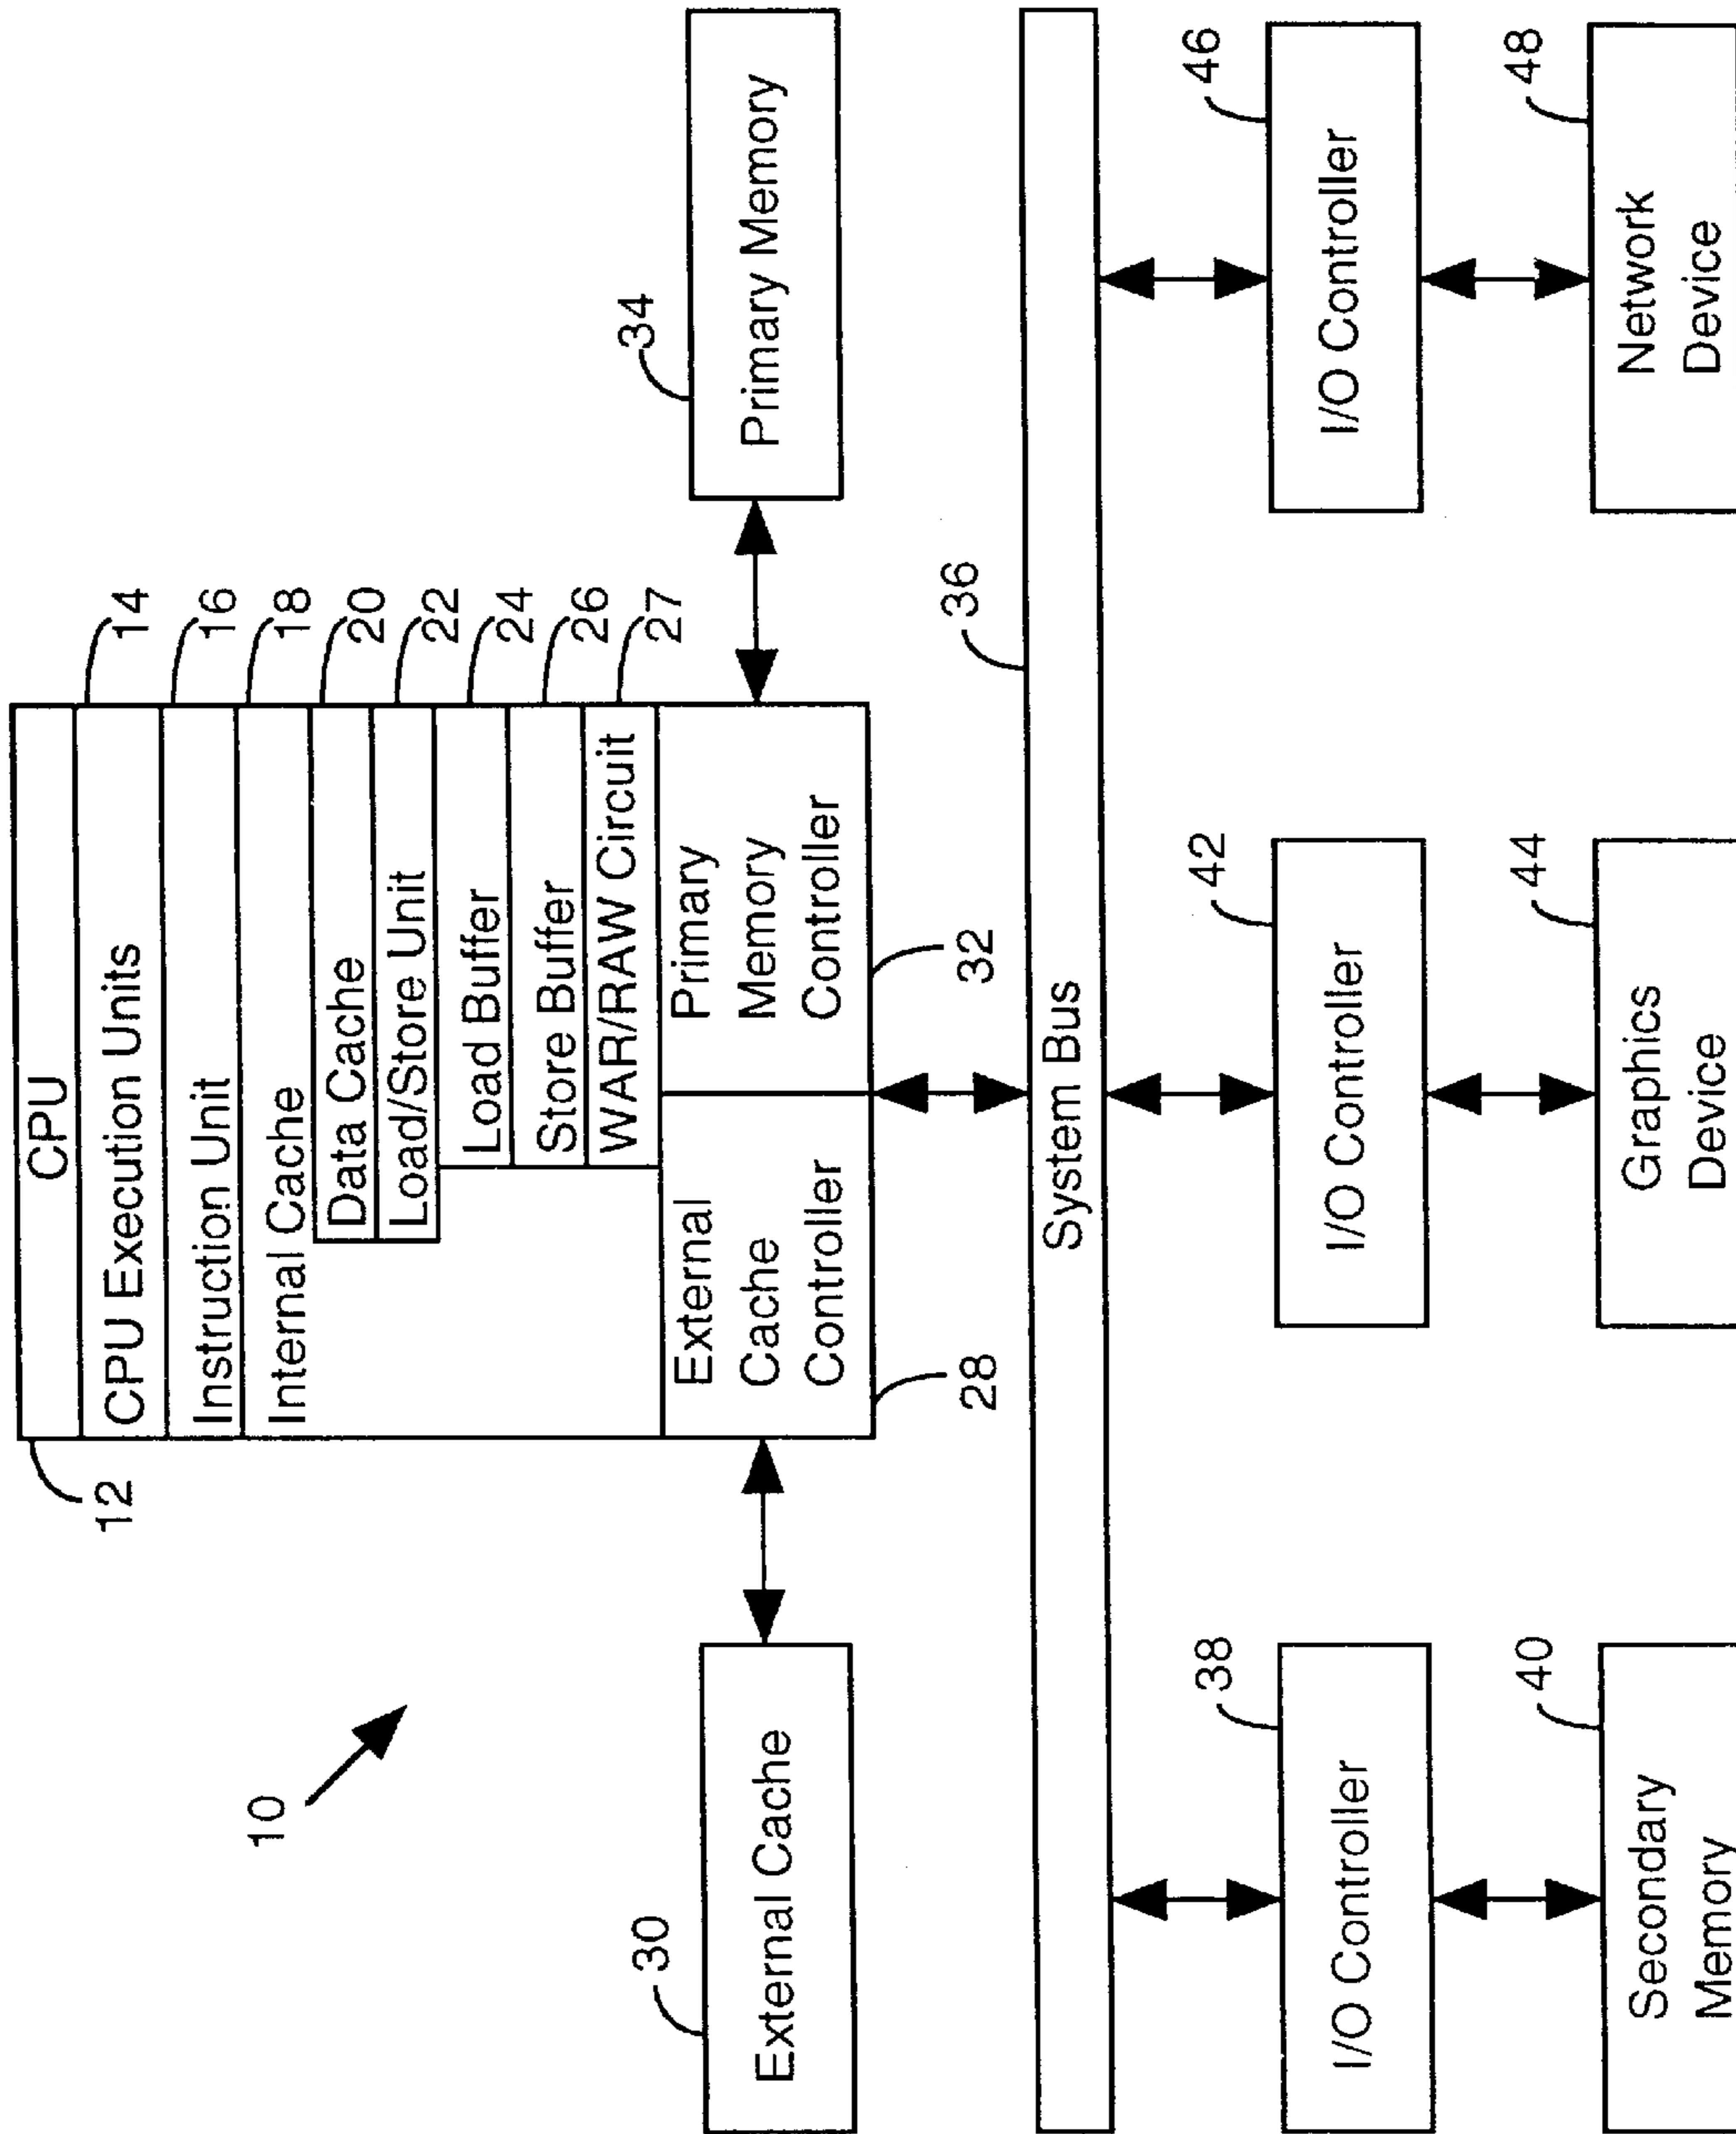 10
12
CPU
CPU Execution Units
14
Instruction Unit
16
Internal Cache
18
Data Cache
20
Load/Store Unit
22
Load Buffer
24
Store Buffer
26
WAR/RAW Circuit
27
External
Cache
Controller
28
Primary
Memory
Controller
32
30
External Cache
34
Primary Memory
36
System Bus
38
I/O Controller
42
I/O Controller
46
I/O Controller
40
Secondary
Memory
44
Graphics
Device
48
Network
Device